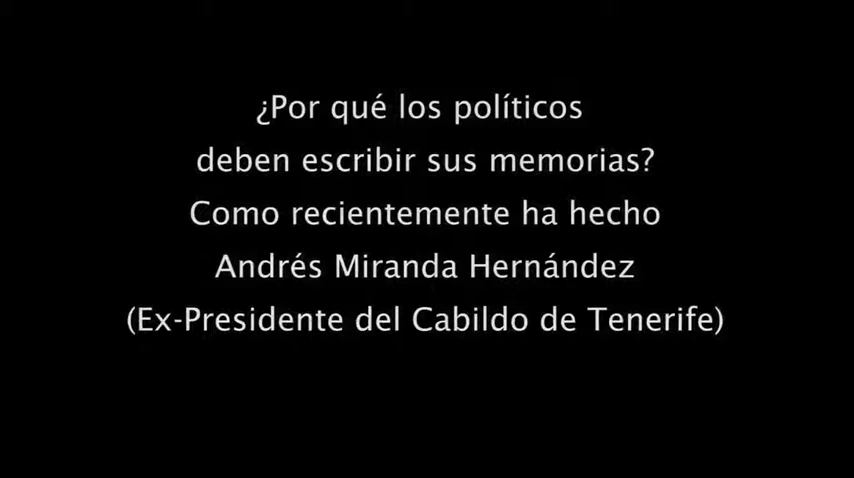 ¿Por qué los políticos
deben escribir sus memorias?
Como recientemente ha hecho
Andrés Miranda Hernández
(Ex-Presidente del Cabildo de Tenerife)